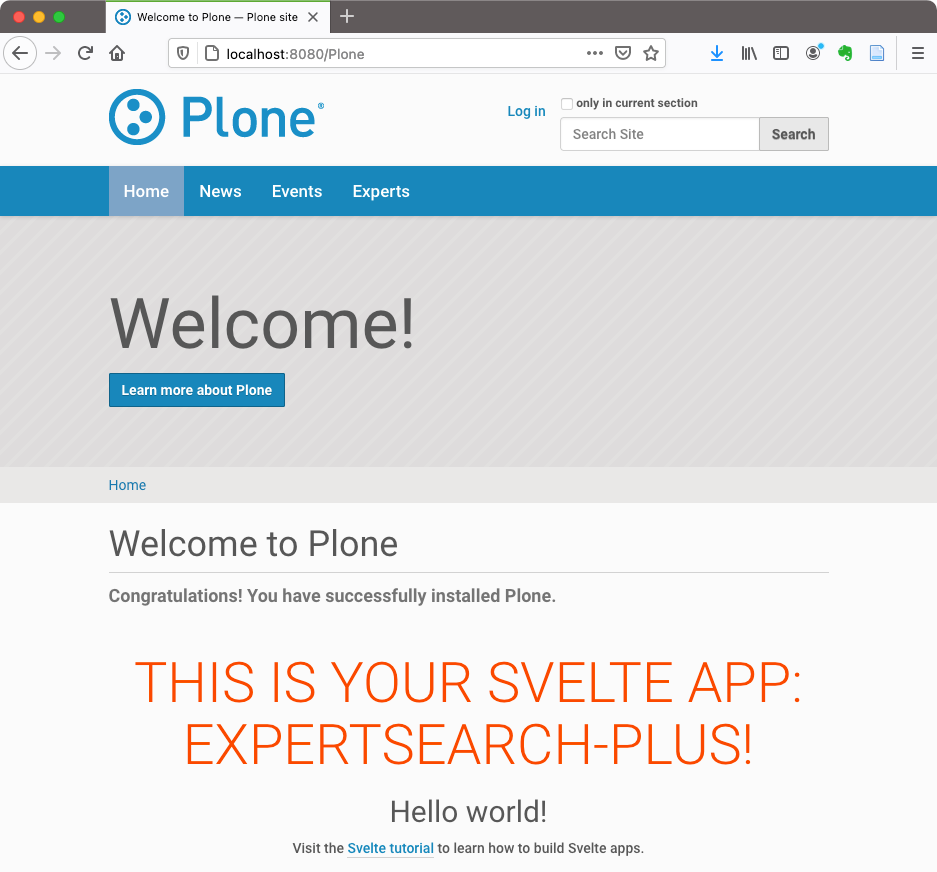 Welcome to Plone — Plone site
localhost:8080/Plone
Plone®
Log in
only in current section
Search Site
Search
Home News Events Experts
Welcome!
Learn more about Plone
Home
Welcome to Plone
Congratulations! You have successfully installed Plone.
THIS IS YOUR SVELTE APP:
EXPERTSEARCH-PLUS!
Hello world!
Visit the Svelte tutorial to learn how to build Svelte apps.